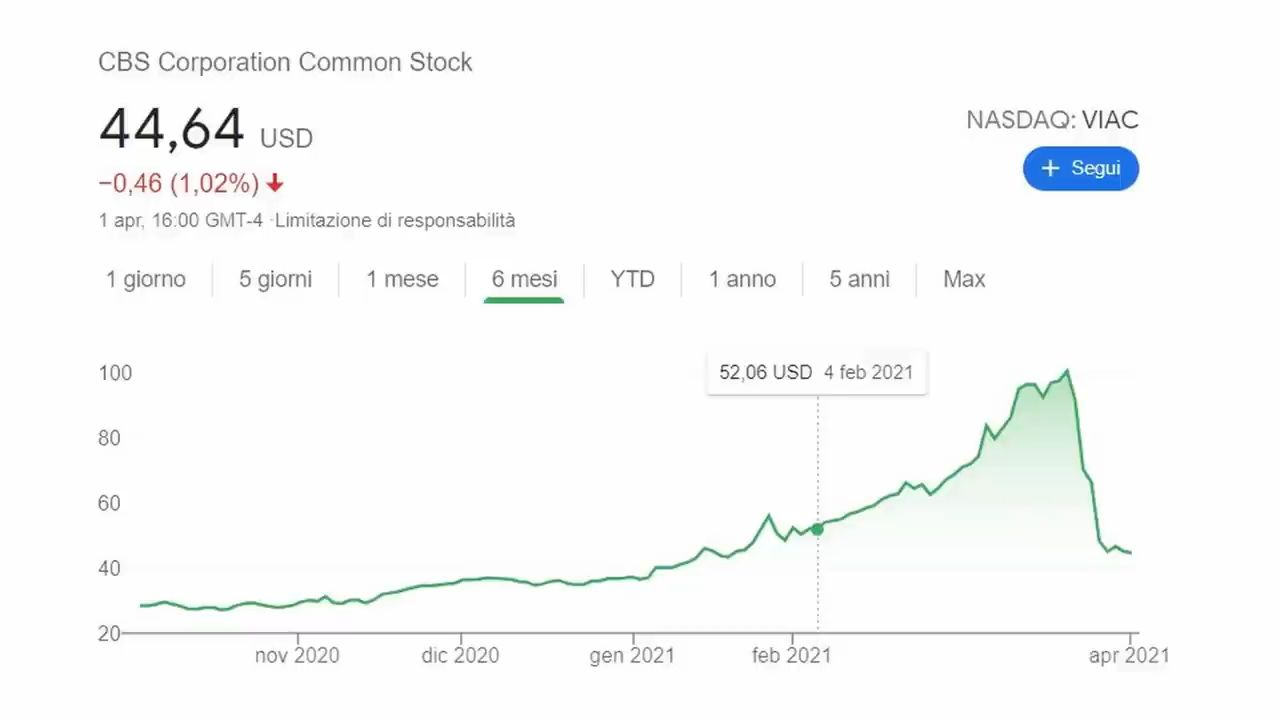 CBS Corporation Common Stock
44,64 USD
NASDAQ: VIAC
−0,46 (1,02%)
+ Segui
1 apr, 16:00 GMT-4 ·Limitazione di responsabilità
1 giorno 5 giorni 1 mese 6 mesi YTD 1 anno 5 anni Max
52,06 USD 4 feb 2021
100
80
60
40
20
nov 2020 dic 2020 gen 2021 feb 2021 apr 2021